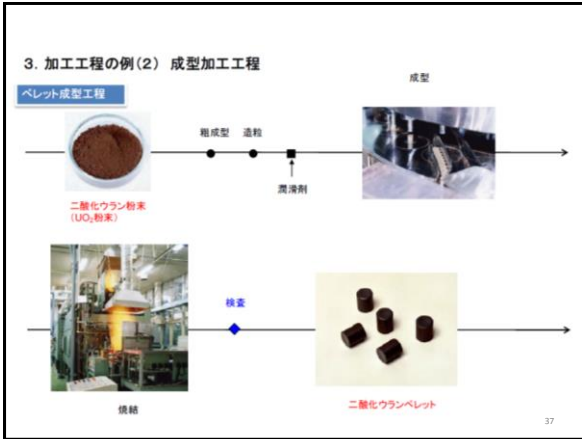 3. 加工工程の例(2) 成型加工工程
ペレット成型工程
成型
粗成型 造粒
潤滑剤
二酸化ウラン粉末
(UO₂粉末)
検査
焼結
二酸化ウランペレット
37